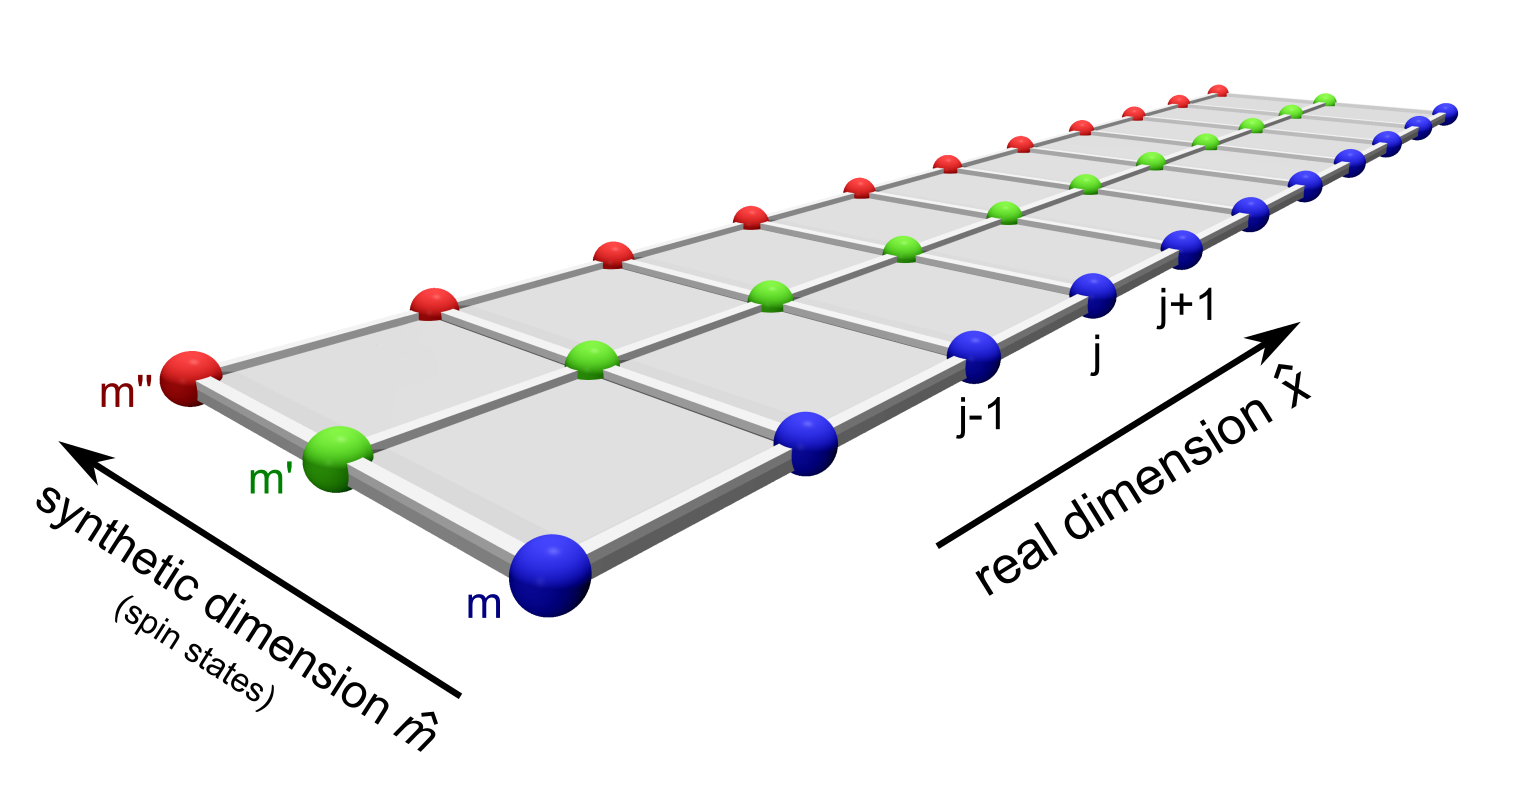 m''
m'
m
j-1
j
j+1
real dimension x̂
synthetic dimension m̂
(spin states)